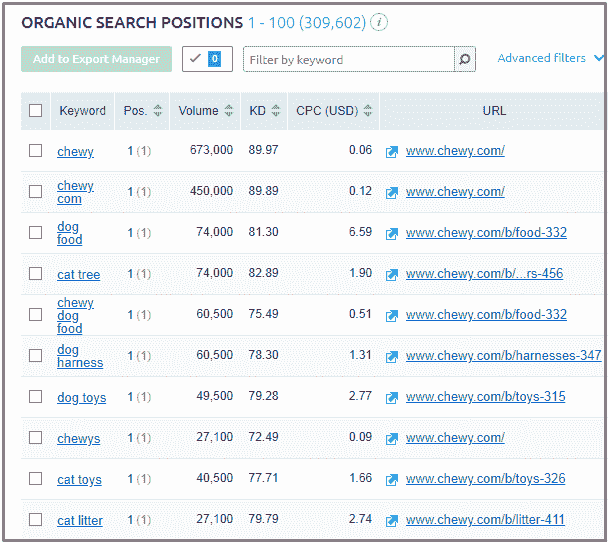 ORGANIC SEARCH POSITIONS 1 - 100 (309,602) i
Add to Export Manager 0 Filter by keyword Advanced filters
Keyword Pos. Volume KD CPC (USD) URL
chewy 1 (1) 673,000 89.97 0.06 www.chewy.com/
chewy
com 1 (1) 450,000 89.89 0.12 www.chewy.com/
dog
food 1 (1) 74,000 81.30 6.59 www.chewy.com/b/food-332
cat tree 1 (1) 74,000 82.89 1.90 www.chewy.com/b/...rs-456
chewy
dog
food 1 (1) 60,500 75.49 0.51 www.chewy.com/b/food-332
dog
harness 1 (1) 60,500 78.30 1.31 www.chewy.com/b/harnesses-347
dog toys 1 (1) 49,500 79.28 2.77 www.chewy.com/b/toys-315
chewys 1 (1) 27,100 72.49 0.09 www.chewy.com/
cat toys 1 (1) 40,500 77.71 1.66 www.chewy.com/b/toys-326
cat litter 1 (1) 27,100 79.79 2.74 www.chewy.com/b/litter-411